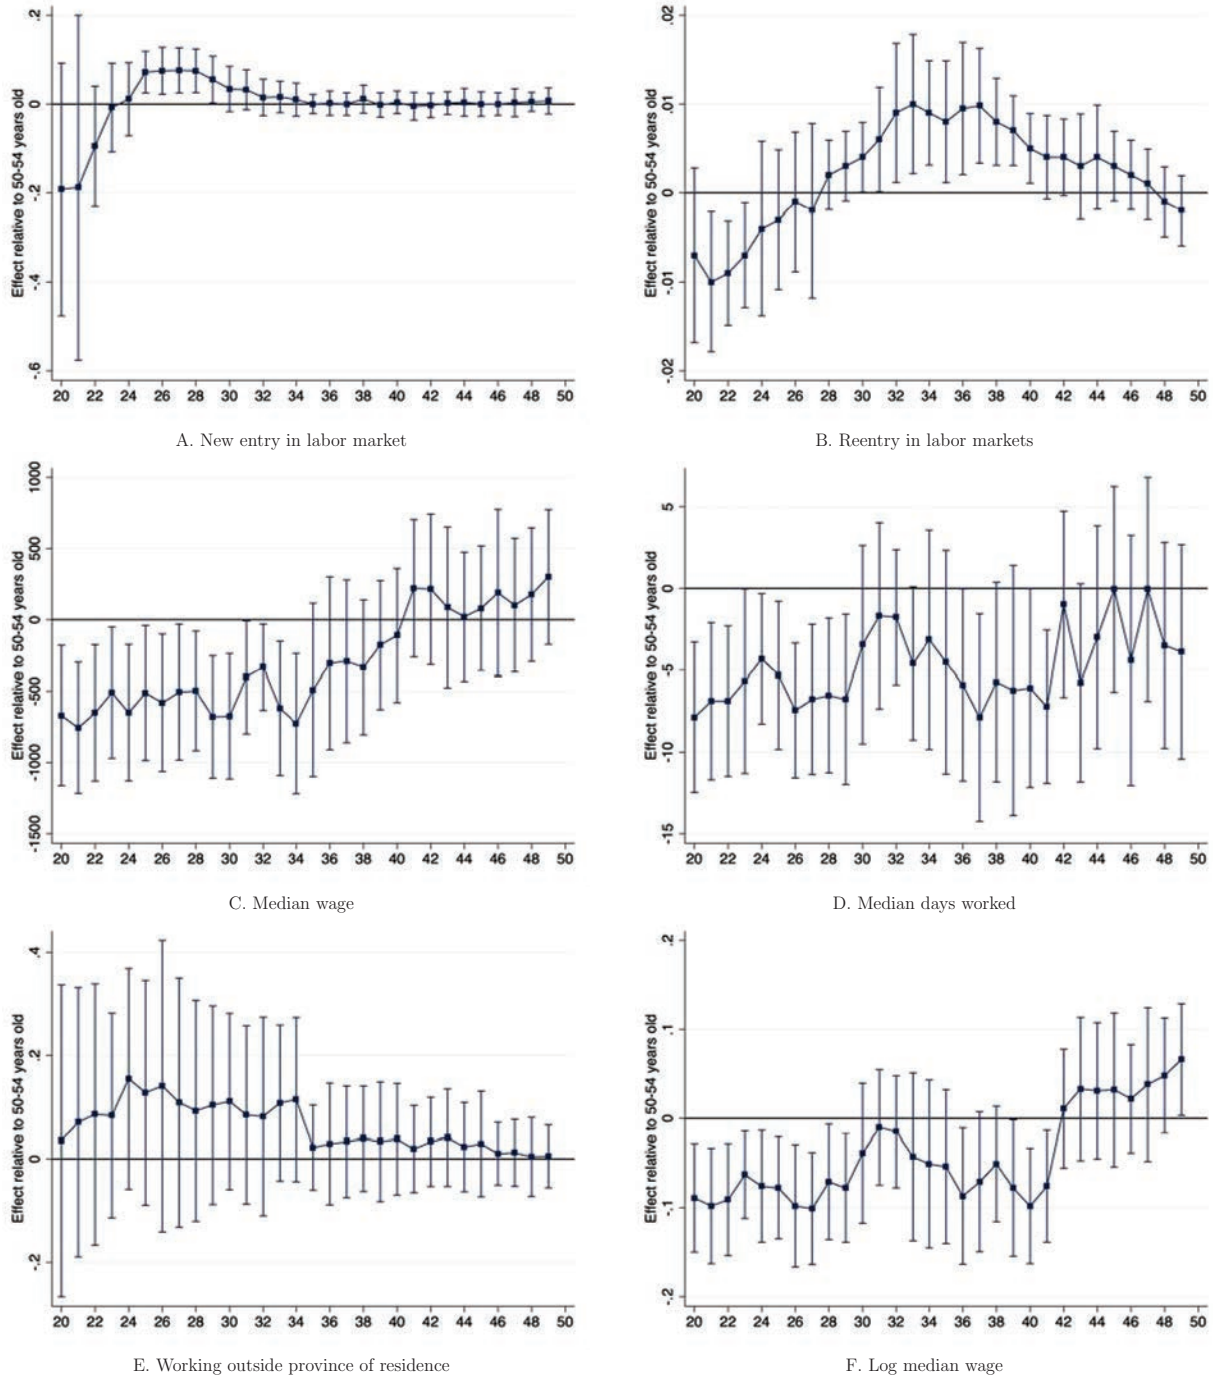 Effect relative to 50-54 years old
.2
0
-.2
-.4
-.6
20 22 24 26 28 30 32 34 36 38 40 42 44 46 48 50
A. New entry in labor market
Effect relative to 50-54 years old
.02
.01
0
-.01
-.02
20 22 24 26 28 30 32 34 36 38 40 42 44 46 48 50
B. Reentry in labor markets
Effect relative to 50-54 years old
1000
500
0
-500
-1000
-1500
20 22 24 26 28 30 32 34 36 38 40 42 44 46 48 50
C. Median wage
Effect relative to 50-54 years old
5
0
-5
-10
-15
20 22 24 26 28 30 32 34 36 38 40 42 44 46 48 50
D. Median days worked
Effect relative to 50-54 years old
.4
.2
0
-.2
20 22 24 26 28 30 32 34 36 38 40 42 44 46 48 50
E. Working outside province of residence
Effect relative to 50-54 years old
.2
.1
0
-.1
-.2
20 22 24 26 28 30 32 34 36 38 40 42 44 46 48 50
F. Log median wage